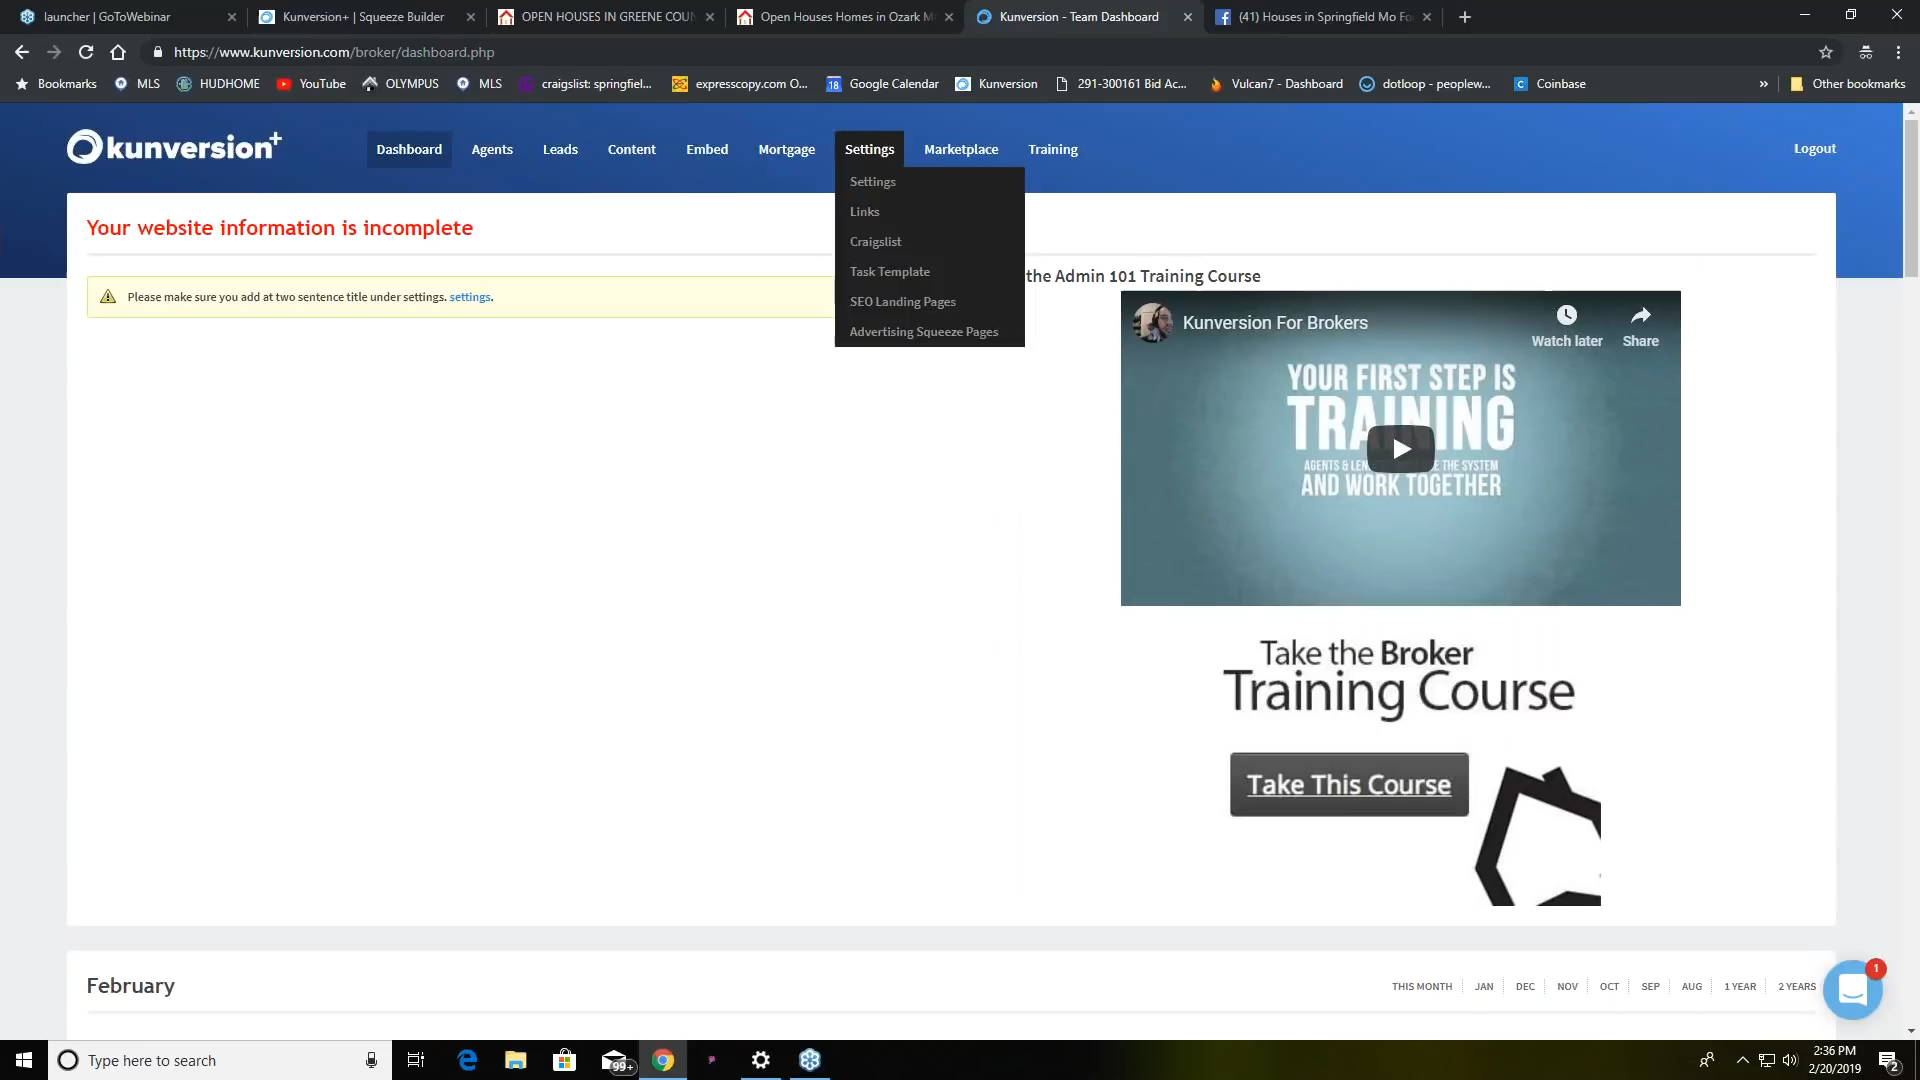 launcher | GoToWebinar
Kunversion+ | Squeeze Builder
OPEN HOUSES IN GREENE COUN
Open Houses Homes in Ozark M
Kunversion - Team Dashboard
(41) Houses in Springfield Mo Fo
https://www.kunversion.com/broker/dashboard.php
Bookmarks MLS HUDHOME YouTube OLYMPUS MLS craigslist: springfiel... expresscopy.com O... 18 Google Calendar Kunversion 291-300161 Bid Ac... Vulcan7 - Dashboard dotloop - peoplew... C Coinbase » Other bookmarks
kunversion+
Dashboard Agents Leads Content Embed Mortgage Settings Marketplace Training Logout
Settings
Links
Craigslist
Task Template
SEO Landing Pages
Advertising Squeeze Pages
Your website information is incomplete
Please make sure you add at two sentence title under settings. settings.
the Admin 101 Training Course
Kunversion For Brokers
Watch later
Share
YOUR FIRST STEP IS
TRAINING
AND WORK TOGETHER
Take the Broker
Training Course
Take This Course
February
THIS MONTH JAN DEC NOV OCT SEP AUG 1 YEAR 2 YEARS
1
Type here to search
99+
2:36 PM
2/20/2019
2